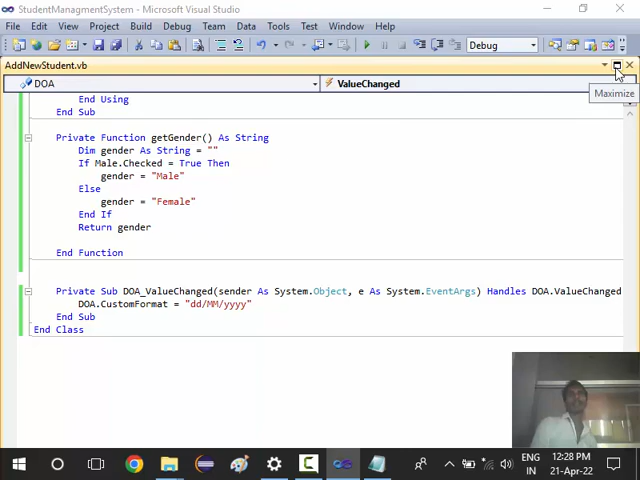 StudentManagmentSystem - Microsoft Visual Studio
File Edit View Project Build Debug Team Data Tools Test Window Help
Debug
AddNewStudent.vb
Maximize
DOA
ValueChanged
End Using
End Sub
Private Function getGender() As String
Dim gender As String = ""
If Male.Checked = True Then
gender = "Male"
Else
gender = "Female"
End If
Return gender
End Function
Private Sub DOA_ValueChanged(sender As System.Object, e As System.EventArgs) Handles DOA.ValueChanged
DOA.CustomFormat = "dd/MM/yyyy"
End Sub
End Class
ENG
IN
12:28 PM
21-Apr-22